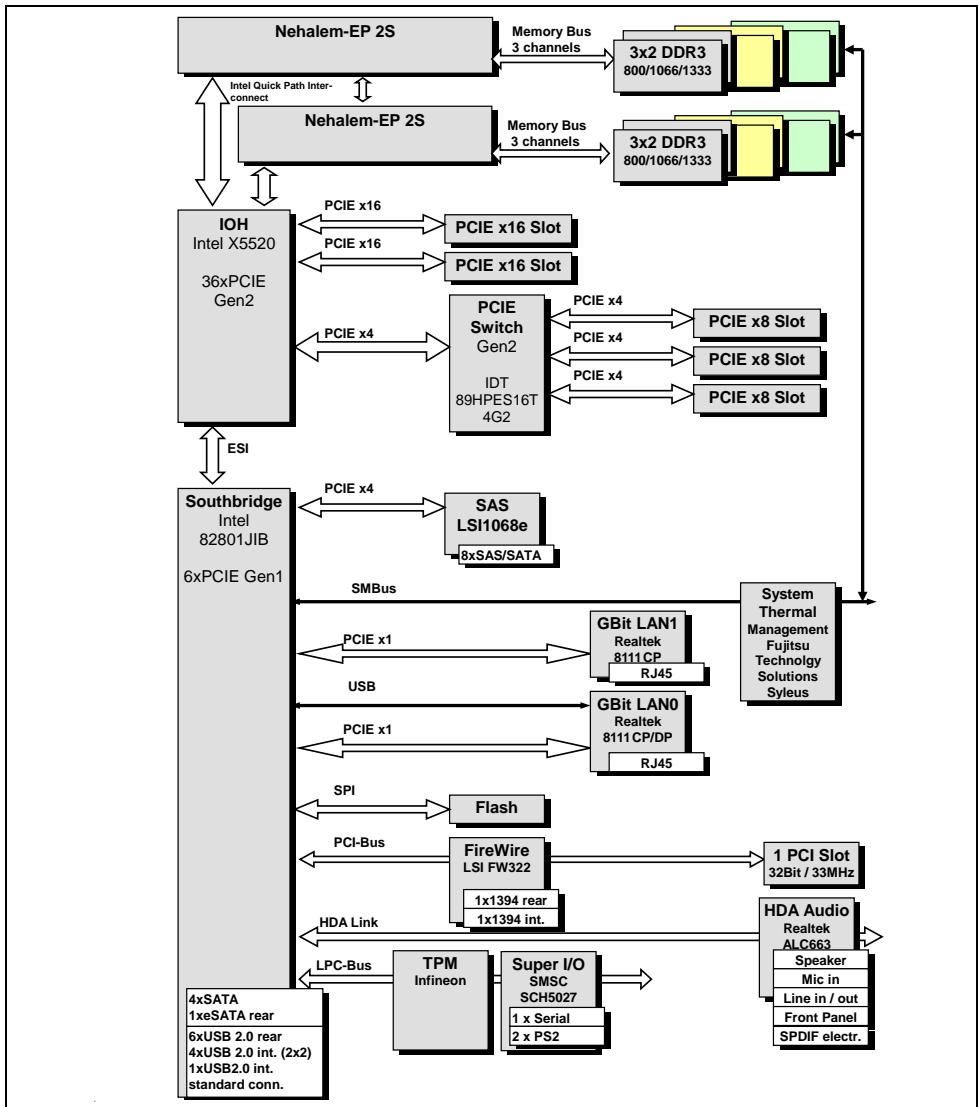 Nehalem-EP 2S
Memory Bus
3 channels
3x2 DDR3
800/1066/1333
Intel Quick Path Inter-
connect
Nehalem-EP 2S
Memory Bus
3 channels
3x2 DDR3
800/1066/1333
IOH
Intel X5520
36xPCIE
Gen2
PCIE x16
PCIE x16 Slot
PCIE x16
PCIE x16 Slot
PCIE x4
PCIE
Switch
Gen2
IDT
89HPES16T
4G2
PCIE x4
PCIE x8 Slot
PCIE x4
PCIE x8 Slot
PCIE x4
PCIE x8 Slot
ESI
Southbridge
Intel
82801JIB
6xPCIE Gen1
PCIE x4
SAS
LSI1068e
8xSAS/SATA
SMBus
System
Thermal
Management
Fujitsu
Technolgy
Solutions
Syleus
PCIE x1
GBit LAN1
Realtek
8111CP
RJ45
USB
GBit LAN0
Realtek
8111CP/DP
RJ45
PCIE x1
SPI
Flash
PCI-Bus
FireWire
LSI FW322
1x1394 rear
1x1394 int.
1 PCI Slot
32Bit / 33MHz
HDA Link
HDA Audio
Realtek
ALC663
Speaker
Mic in
Line in / out
Front Panel
SPDIF electr.
LPC-Bus
TPM
Infineon
Super I/O
SMSC
SCH5027
1 x Serial
2 x PS2
4xSATA
1xeSATA rear
6xUSB 2.0 rear
4xUSB 2.0 int. (2x2)
1xUSB2.0 int.
standard conn.